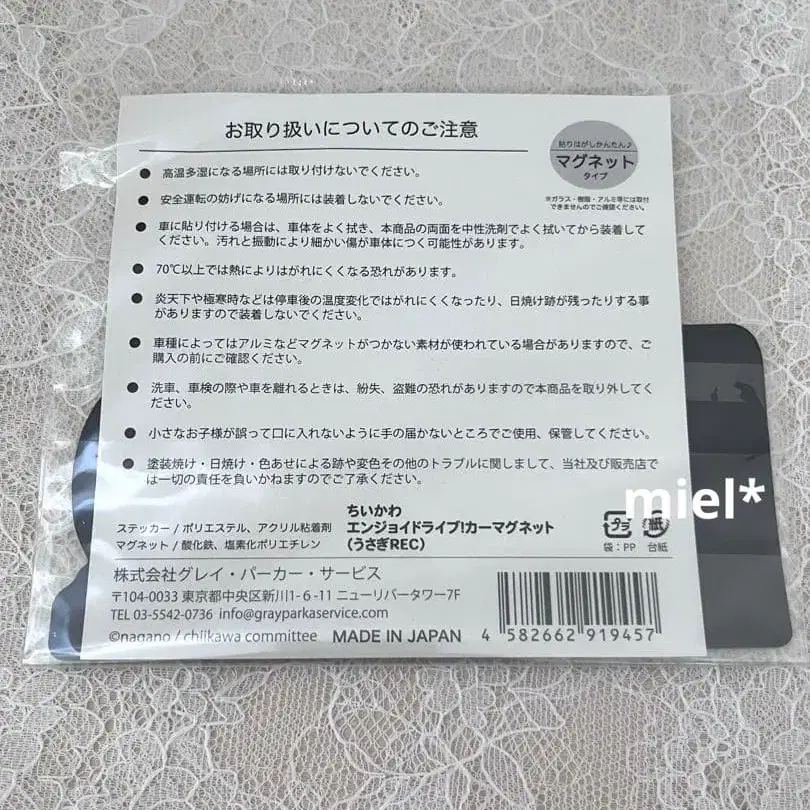 お取り扱いについてのご注意
貼りはがしかんたん♪
マグネット
タイプ
※ガラス・樹脂・アルミ等には取付
できませんのでご確認ください。
● 高温多湿になる場所には取り付けないでください。
● 安全運転の妨げになる場所には装着しないでください。
● 車に貼り付ける場合は、車体をよく拭き、本商品の両面を中性洗剤でよく拭いてから装着して
ください。汚れと振動により細かい傷が車体につく可能性があります。
● 70℃以上では熱によりはがれにくくなる恐れがあります。
● 炎天下や極寒時などは停車後の温度変化ではがれにくくなったり、日焼け跡が残ったりする事
がありますので装着しないでください。
● 車種によってはアルミなどマグネットがつかない素材が使われている場合がありますので、ご
購入の前にご確認ください。
● 洗車、車検の際や車を離れるときは、紛失、盗難の恐れがありますので本商品を取り外してく
ださい。
● 小さなお子様が誤って口に入れないように手の届かないところでご使用、保管してください。
● 塗装焼け・日焼け・色あせによる跡や変色その他のトラブルに関しまして、当社及び販売店で
は一切の責任を負いかねますのでご了承ください。
miel*
ステッカー / ポリエステル、アクリル粘着剤
マグネット / 酸化鉄、塩素化ポリエチレン
ちいかわ
エンジョイドライブ!カーマグネット
(うさぎREC)
プラ 紙
袋：PP 台紙
株式会社グレイ・パーカー・サービス
〒104-0033 東京都中央区新川1-6-11 ニューリバータワー7F
TEL 03-5542-0736 info@grayparkaservice.com
©nagano / chiikawa committee MADE IN JAPAN
4 582662 919457